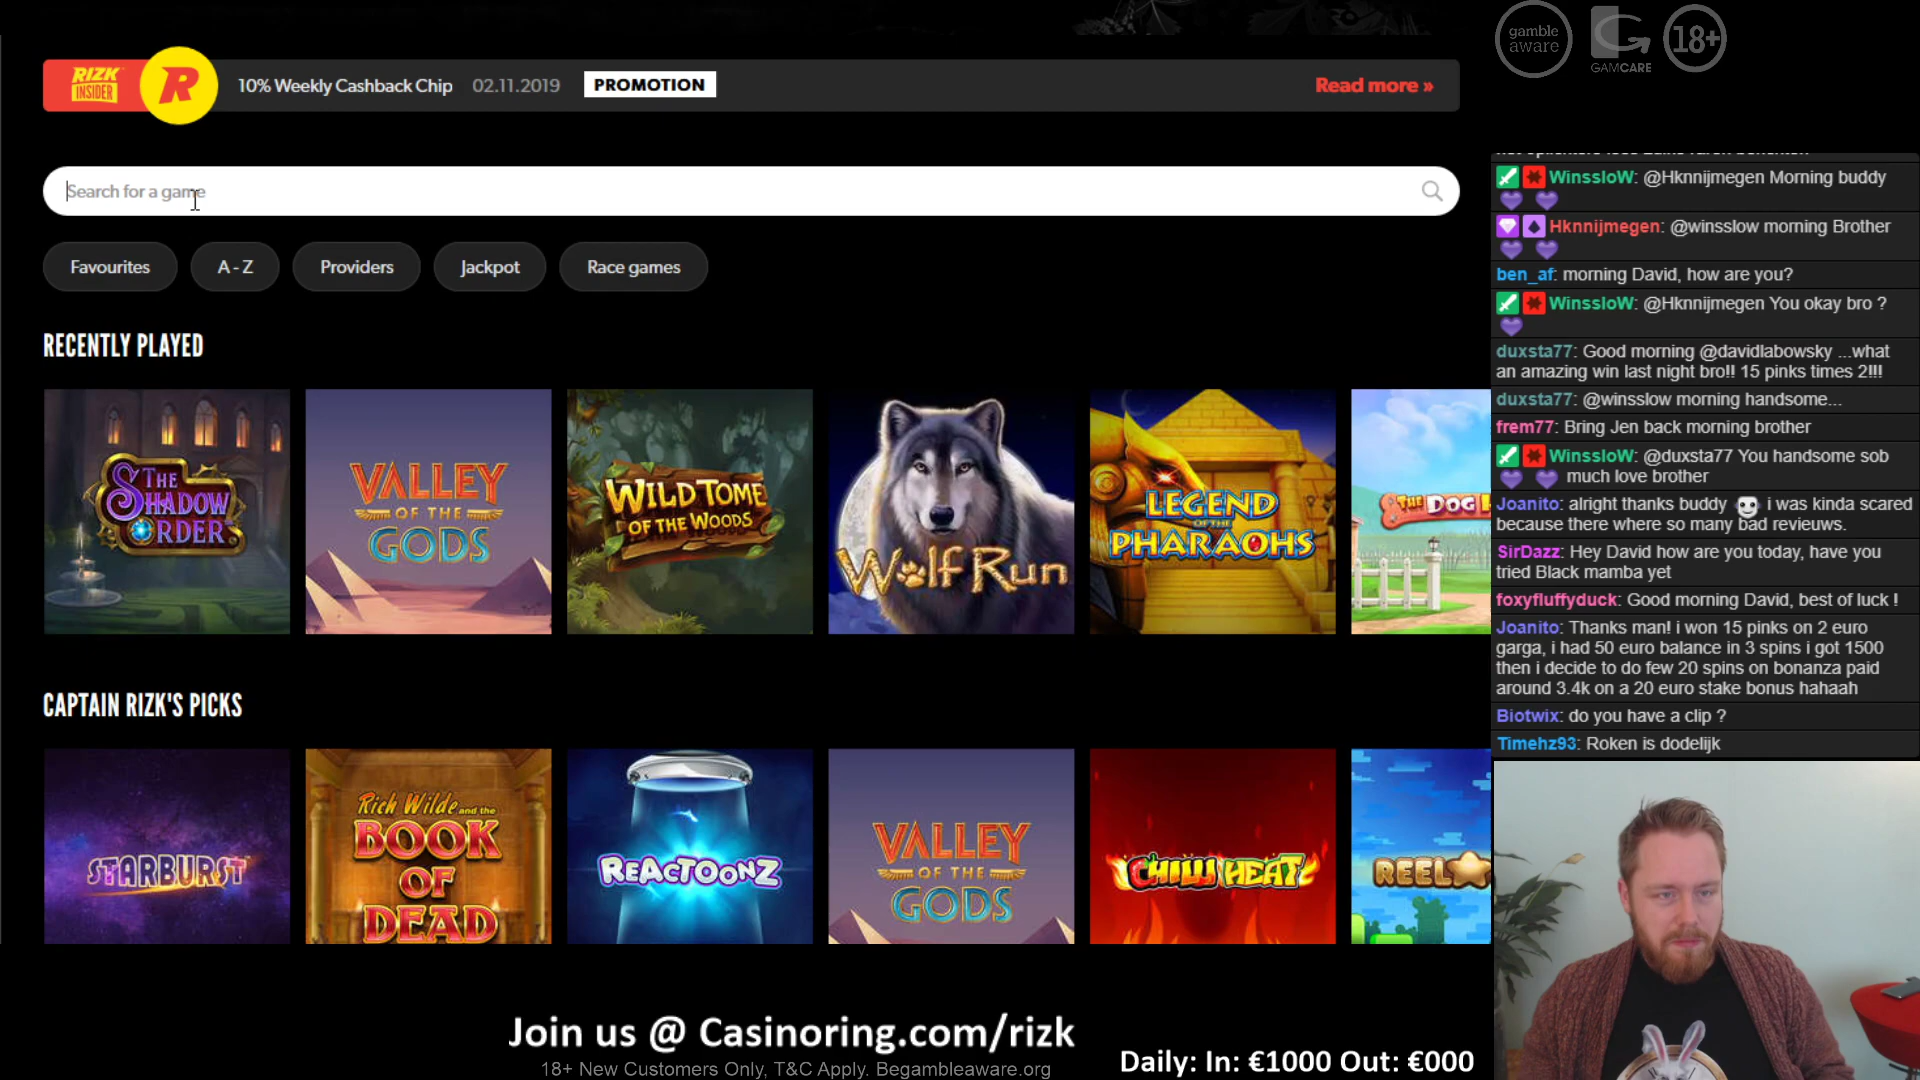 gamble
aware
GAMCARE
18+
RIZK
INSIDER
R
10% Weekly Cashback Chip 02.11.2019 PROMOTION Read more »
Search for a game
Favourites A - Z Providers Jackpot Race games
RECENTLY PLAYED
THE
SHADOW
ORDER
VALLEY
OF THE
GODS
WILD TOME
OF THE WOODS
Wolf Run
LEGEND
OF THE
PHARAOHS
THE DOG
CAPTAIN RIZK'S PICKS
STARBURST
Rich Wilde and the
BOOK
OF
DEAD
REACTOONZ
VALLEY
OF THE
GODS
CHILLI HEAT
REEL
WinssloW: @Hknnijmegen Morning buddy
Hknnijmegen: @winsslow morning Brother
ben_af: morning David, how are you?
WinssloW: @Hknnijmegen You okay bro ?
duxsta77: Good morning @davidlabowsky ...what
an amazing win last night bro!! 15 pinks times 2!!!
duxsta77: @winsslow morning handsome...
frem77: Bring Jen back morning brother
WinssloW: @duxsta77 You handsome sob
much love brother
Joanito: alright thanks buddy i was kinda scared
because there where so many bad revieuws.
SirDazz: Hey David how are you today, have you
tried Black mamba yet
foxyfluffyduck: Good morning David, best of luck !
Joanito: Thanks man! i won 15 pinks on 2 euro
garga, i had 50 euro balance in 3 spins i got 1500
then i decide to do few 20 spins on bonanza paid
around 3.4k on a 20 euro stake bonus hahaah
Biotwix: do you have a clip ?
Timehz93: Roken is dodelijk
Join us @ Casinoring.com/rizk
18+ New Customers Only, T&C Apply. Begambleaware.org
Daily: In: €1000 Out: €000